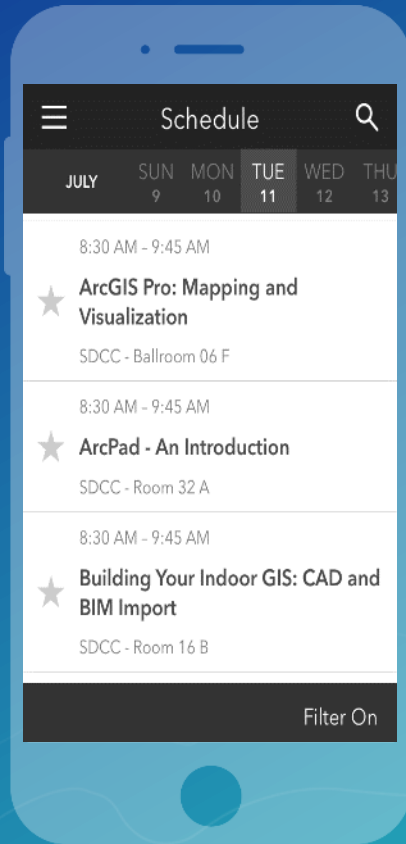 Schedule
JULY SUN MON TUE WED THU
9 10 11 12 13
8:30 AM – 9:45 AM
ArcGIS Pro: Mapping and
Visualization
SDCC - Ballroom 06 F
8:30 AM – 9:45 AM
ArcPad - An Introduction
SDCC - Room 32 A
8:30 AM – 9:45 AM
Building Your Indoor GIS: CAD and
BIM Import
SDCC - Room 16 B
Filter On